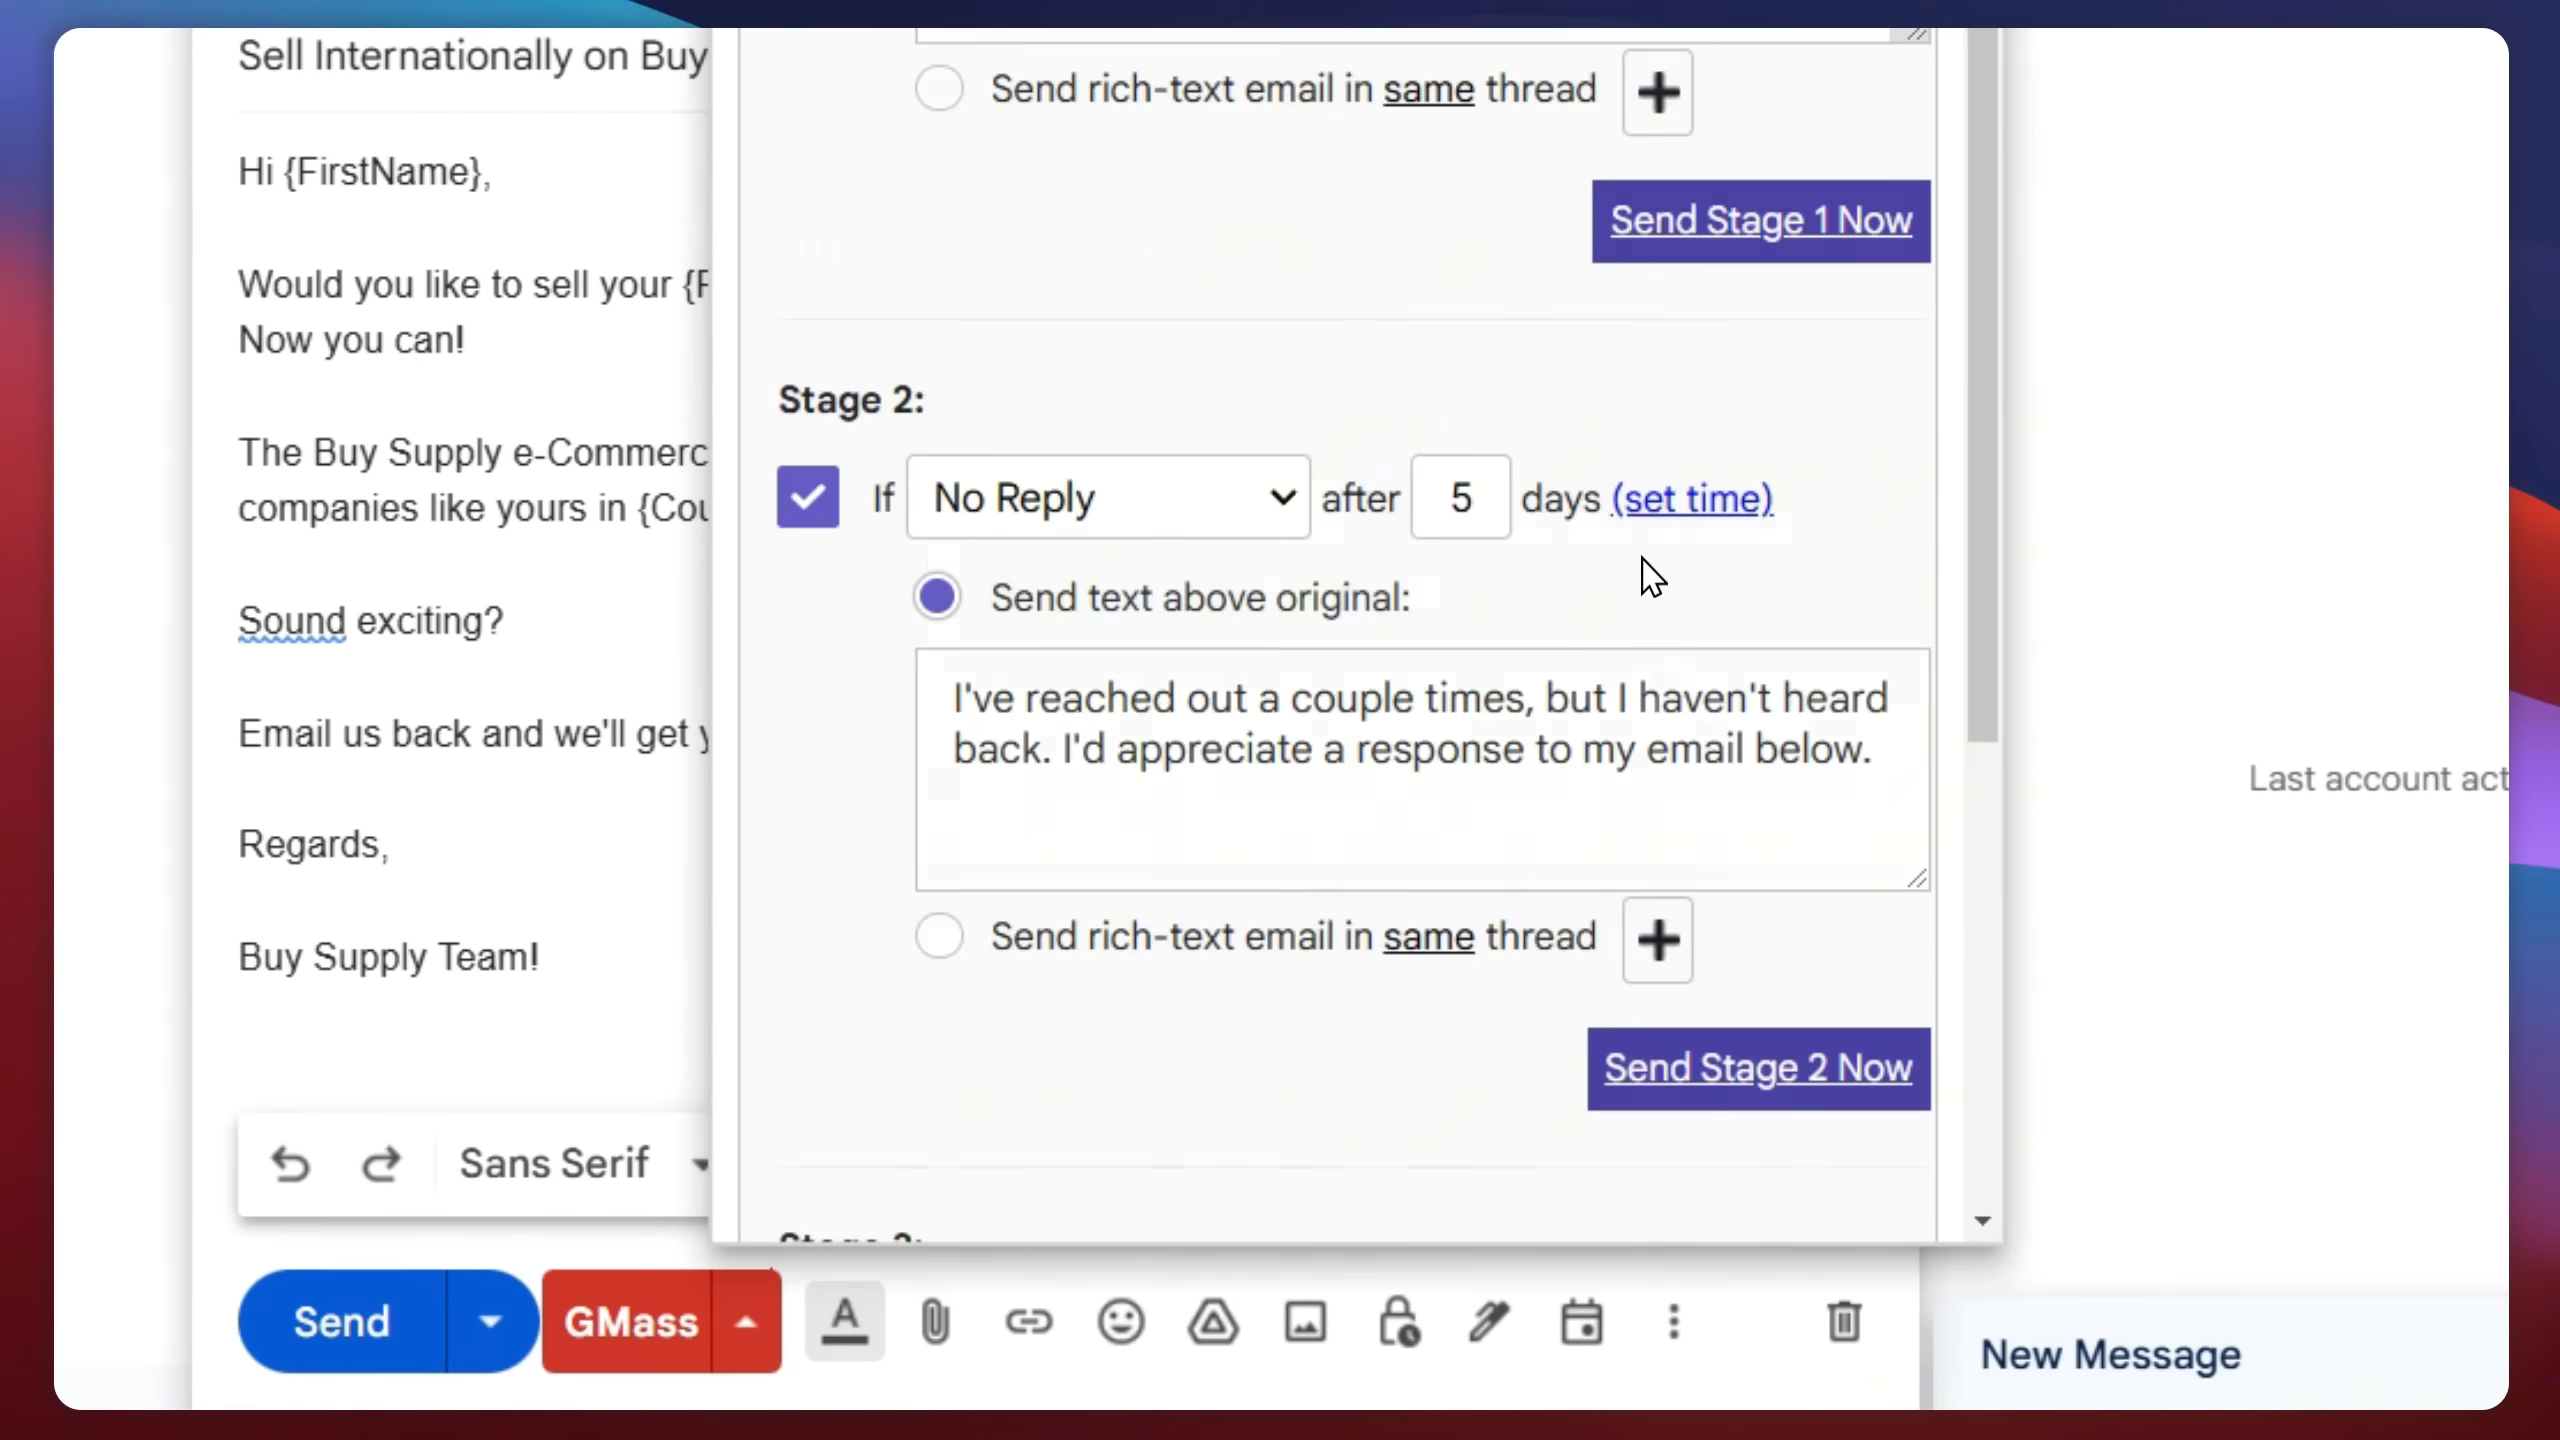 Sell Internationally on Buy
Hi {FirstName},
Would you like to sell your {
Now you can!
The Buy Supply e-Commerc
companies like yours in {Cou
Sound exciting?
Email us back and we'll get y
Regards,
Buy Supply Team!
Sans Serif
Send rich-text email in same thread
+
Send Stage 1 Now
Stage 2:
If No Reply after 5 days (set time)
Send text above original:
I've reached out a couple times, but I haven't heard
back. I'd appreciate a response to my email below.
Send rich-text email in same thread
+
Send Stage 2 Now
Last account act
Send GMass A
New Message